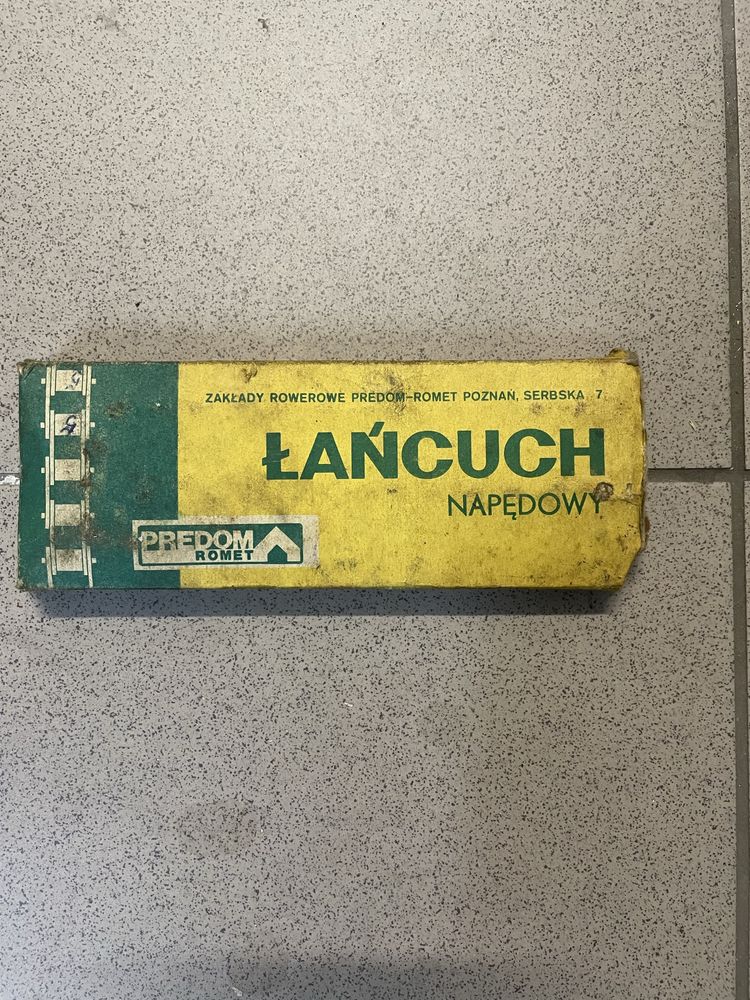 ZAKŁADY ROWEROWE PREDOM-ROMET POZNAŃ, SERBSKA 7
ŁAŃCUCH
NAPĘDOWY
PREDOM
ROMET